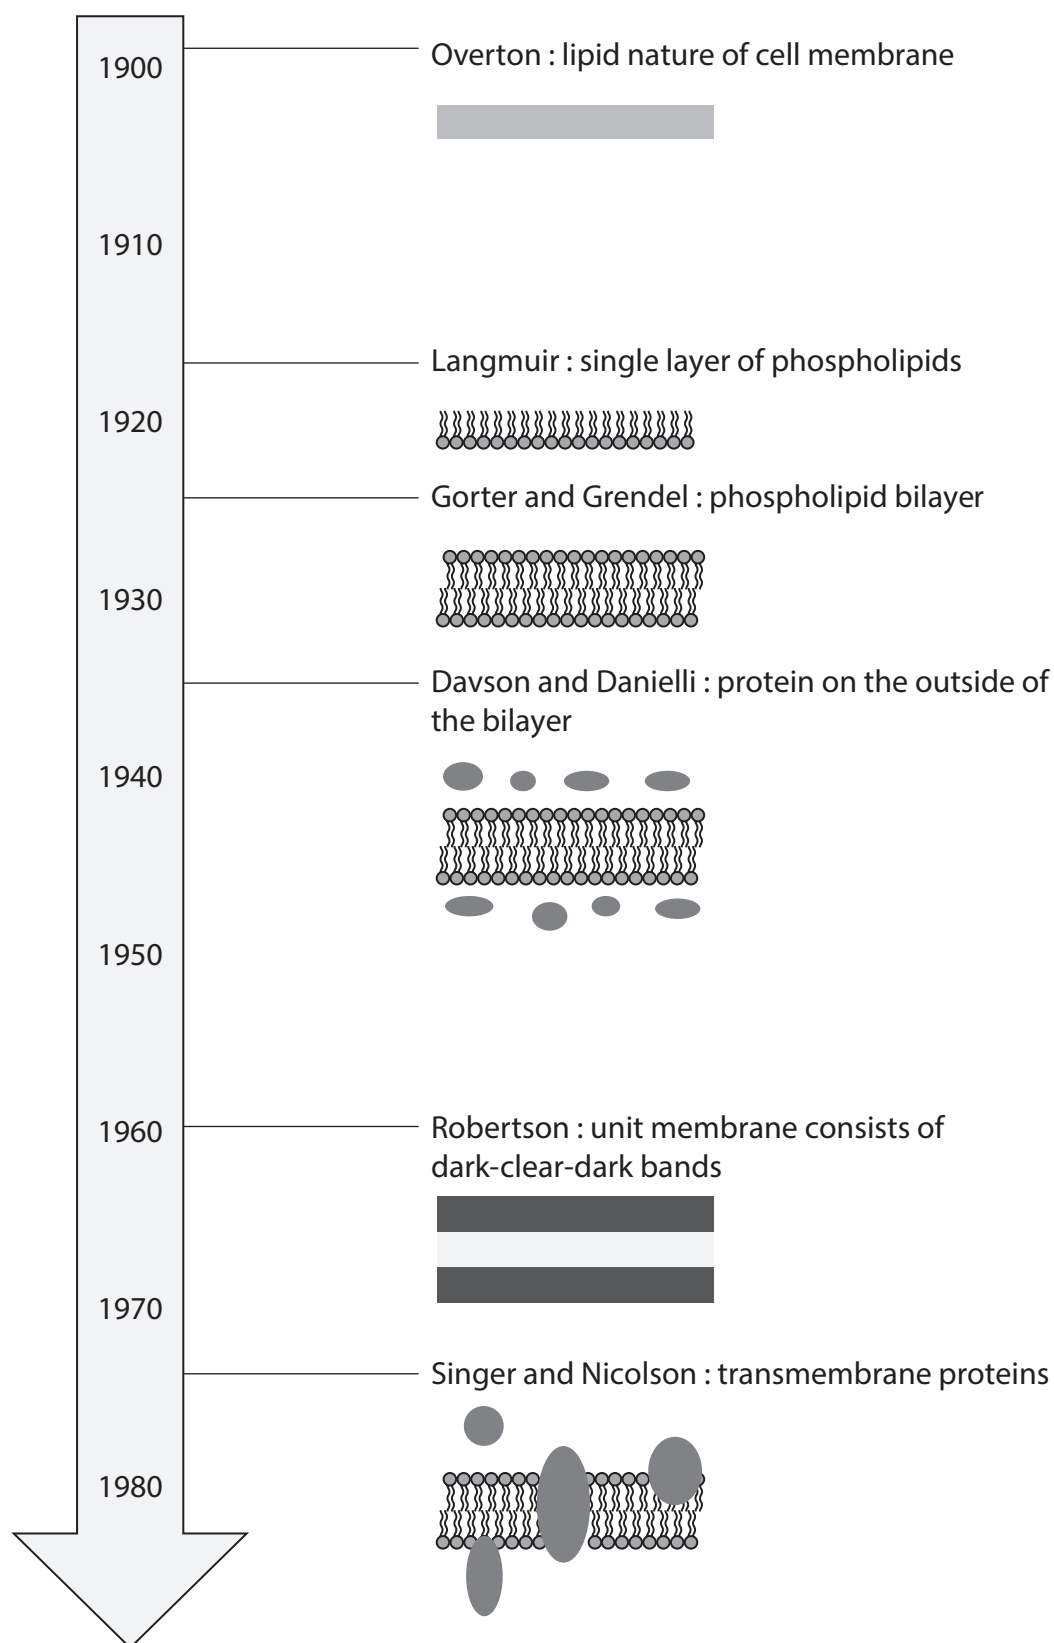 1900
Overton : lipid nature of cell membrane
1910
Langmuir : single layer of phospholipids
1920
Gorter and Grendel : phospholipid bilayer
1930
Davson and Danielli : protein on the outside of
the bilayer
1940
1950
1960
Robertson : unit membrane consists of
dark-clear-dark bands
1970
Singer and Nicolson : transmembrane proteins
1980